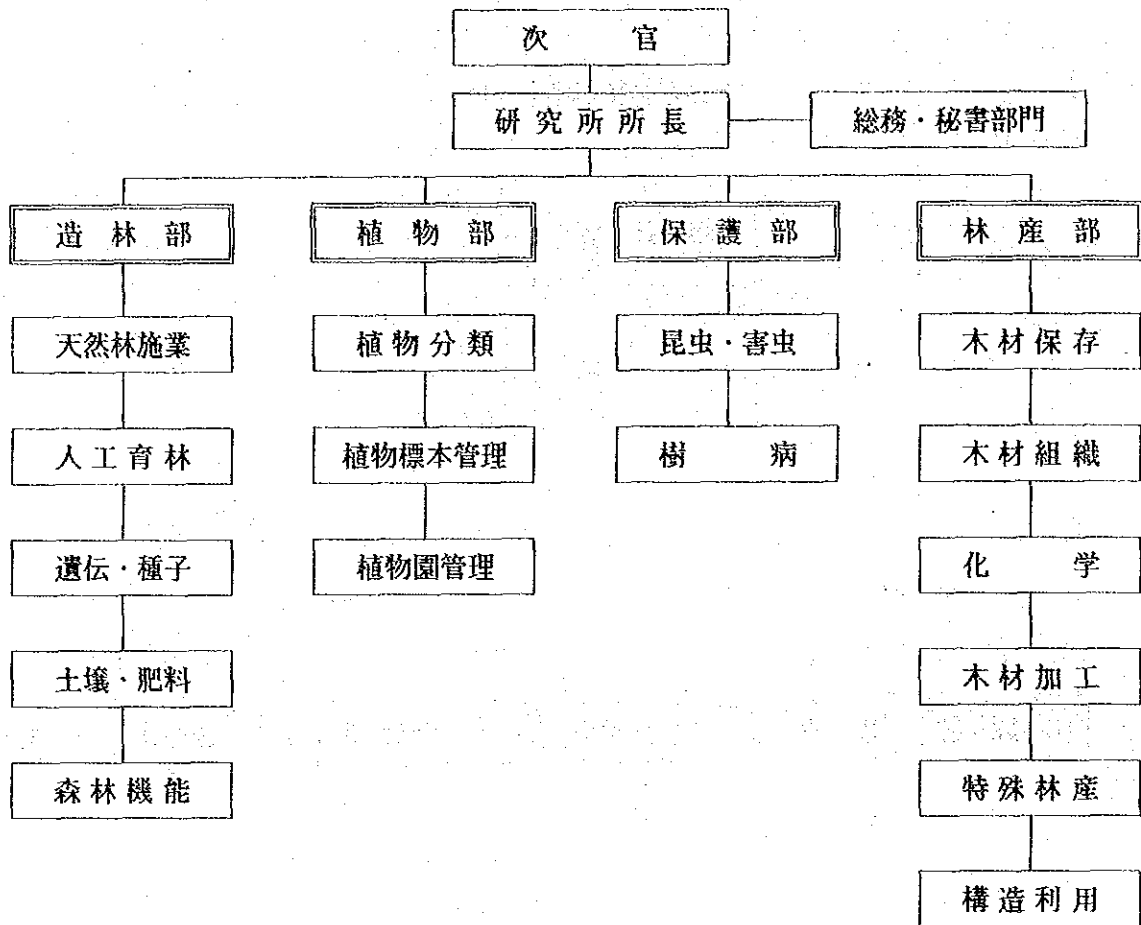 次官
研究所所長
総務・秘書部門
造林部
植物部
保護部
林産部
天然林施業
植物分類
昆虫・害虫
木材保存
人工育林
植物標本管理
樹病
木材組織
遺伝・種子
植物園管理
化学
土壌・肥料
木材加工
森林機能
特殊林産
構造利用